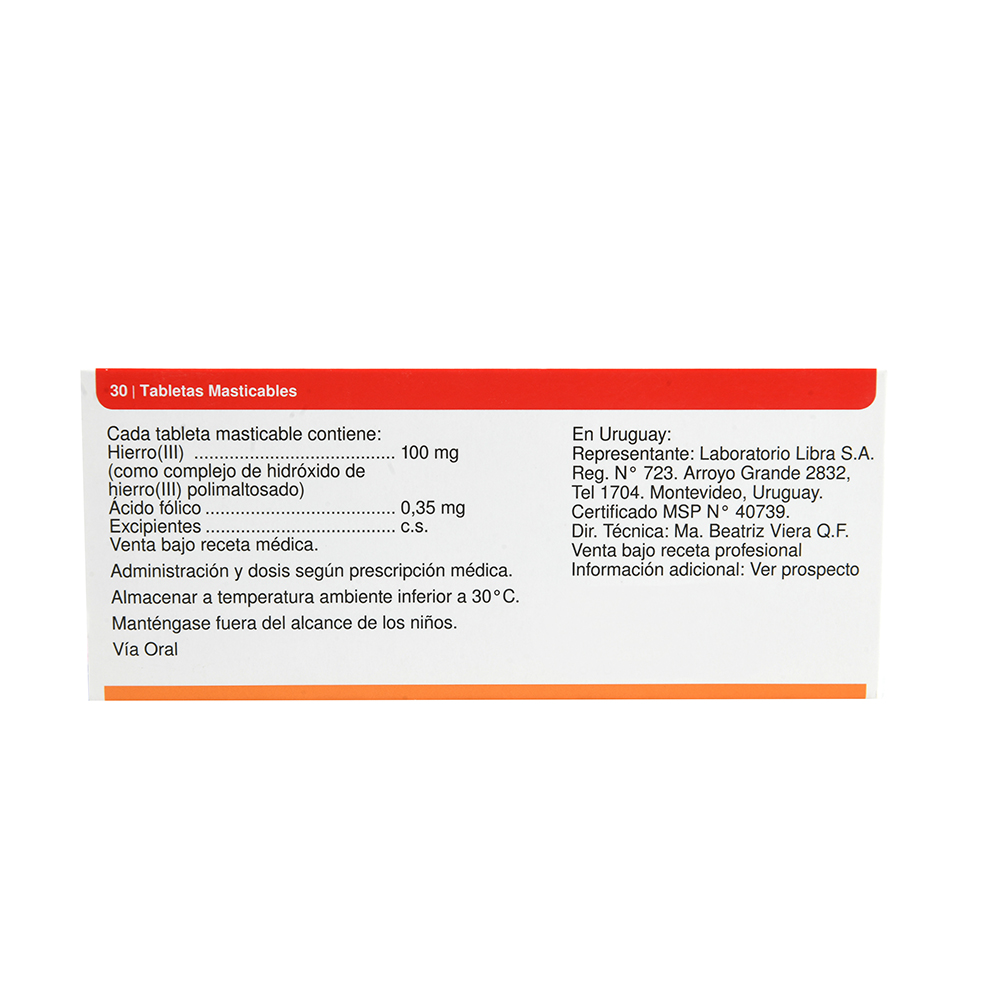 30 | Tabletas Masticables
Cada tableta masticable contiene:
Hierro(III) ........................................ 100 mg
(como complejo de hidróxido de
hierro(III) polimaltosado)
Ácido fólico ...................................... 0,35 mg
Excipientes ...................................... c.s.
Venta bajo receta médica.
Administración y dosis según prescripción médica.
Almacenar a temperatura ambiente inferior a 30°C.
Manténgase fuera del alcance de los niños.
Vía Oral
En Uruguay:
Representante: Laboratorio Libra S.A.
Reg. N° 723. Arroyo Grande 2832,
Tel 1704. Montevideo, Uruguay.
Certificado MSP N° 40739.
Dir. Técnica: Ma. Beatriz Viera Q.F.
Venta bajo receta profesional
Información adicional: Ver prospecto